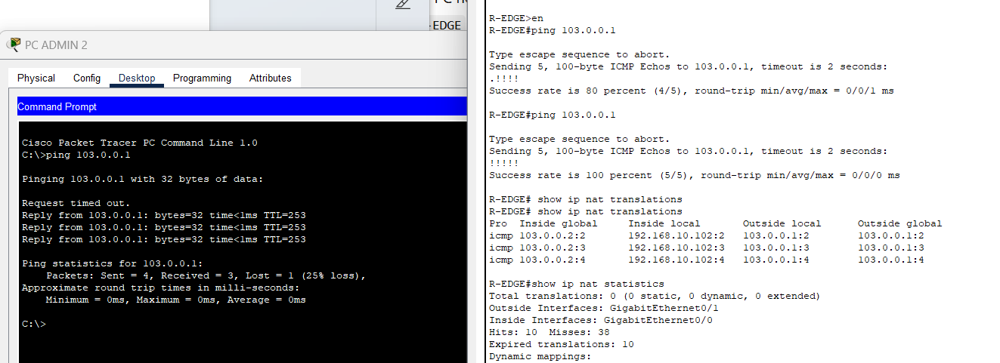 EDGE
PC ADMIN 2
Physical Config Desktop Programming Attributes
Command Prompt
Cisco Packet Tracer PC Command Line 1.0
C:\>ping 103.0.0.1
Pinging 103.0.0.1 with 32 bytes of data:
Request timed out.
Reply from 103.0.0.1: bytes=32 time<1ms TTL=253
Reply from 103.0.0.1: bytes=32 time<1ms TTL=253
Reply from 103.0.0.1: bytes=32 time<1ms TTL=253
Ping statistics for 103.0.0.1:
Packets: Sent = 4, Received = 3, Lost = 1 (25% loss),
Approximate round trip times in milli-seconds:
Minimum = 0ms, Maximum = 0ms, Average = 0ms
C:\>
R-EDGE>en
R-EDGE#ping 103.0.0.1
Type escape sequence to abort.
Sending 5, 100-byte ICMP Echos to 103.0.0.1, timeout is 2 seconds:
.!!!!
Success rate is 80 percent (4/5), round-trip min/avg/max = 0/0/1 ms
R-EDGE#ping 103.0.0.1
Type escape sequence to abort.
Sending 5, 100-byte ICMP Echos to 103.0.0.1, timeout is 2 seconds:
!!!!!
Success rate is 100 percent (5/5), round-trip min/avg/max = 0/0/0 ms
R-EDGE# show ip nat translations
R-EDGE# show ip nat translations
Pro Inside global Inside local Outside local Outside global
icmp 103.0.0.2:2 192.168.10.102:2 103.0.0.1:2 103.0.0.1:2
icmp 103.0.0.2:3 192.168.10.102:3 103.0.0.1:3 103.0.0.1:3
icmp 103.0.0.2:4 192.168.10.102:4 103.0.0.1:4 103.0.0.1:4
R-EDGE#show ip nat statistics
Total translations: 0 (0 static, 0 dynamic, 0 extended)
Outside Interfaces: GigabitEthernet0/1
Inside Interfaces: GigabitEthernet0/0
Hits: 10 Misses: 38
Expired translations: 10
Dynamic mappings: